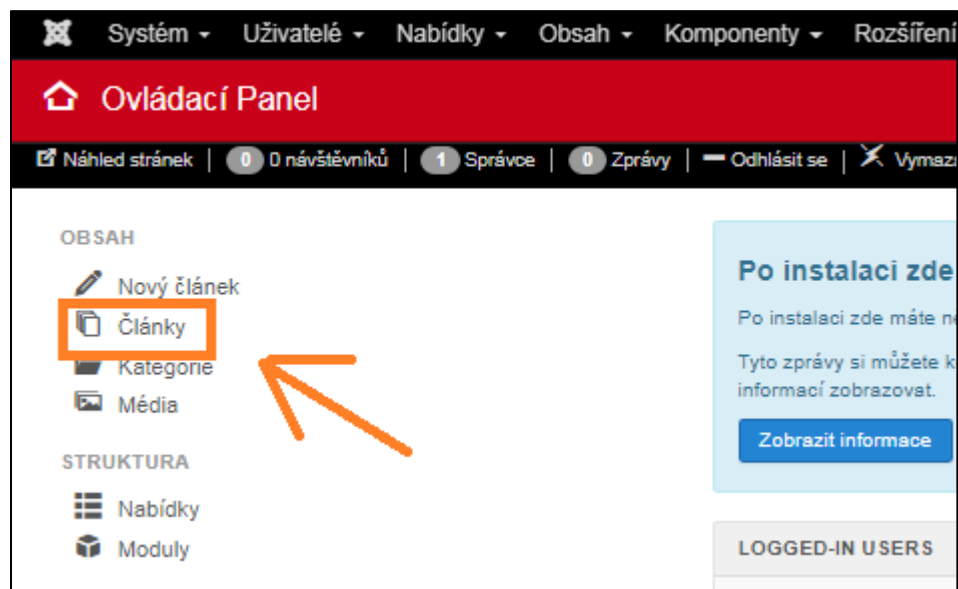 Systém Uživatelé Nabídky Obsah Komponenty Rozšíření
Ovládací Panel
Náhled stránek | 0 0 návštěvníků | 1 Správce | 0 Zprávy | Odhlásit se |
OBSAH
Nový článek
Články
Kategorie
Média
STRUKTURA
Nabídky
Moduly
Po instalaci zde
Po instalaci zde máte
Tyto zprávy si můžete
informací zobrazovat.
Zobrazit informace
LOGGED-IN USERS